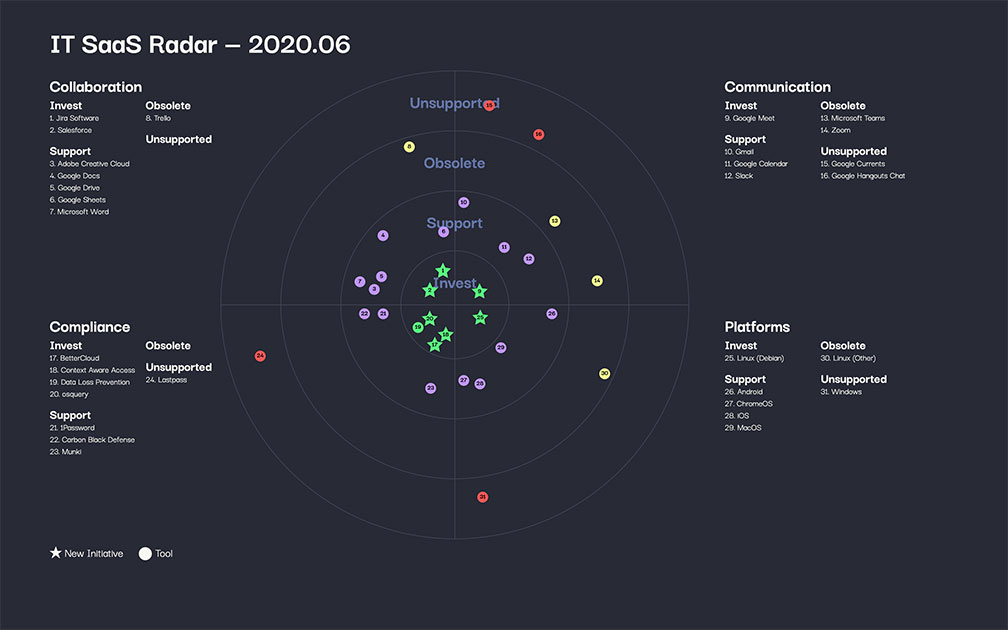 IT SaaS Radar – 2020.06
Collaboration
Invest
1. Jira Software
2. Salesforce
Support
3. Adobe Creative Cloud
4. Google Docs
5. Google Drive
6. Google Sheets
7. Microsoft Word
Obsolete
8. Trello
Unsupported
Communication
Invest
9. Google Meet
Support
10. Gmail
11. Google Calendar
12. Slack
Obsolete
13. Microsoft Teams
14. Zoom
Unsupported
15. Google Currents
16. Google Hangouts Chat
Unsupported
15
16
8
Obsolete
10
13
Support
4
6
11
12
1
5
7
3
Invest
2
9
14
22
21
26
20
25
19
18
17
29
24
30
27
28
23
31
Compliance
Invest
17. BetterCloud
18. Context Aware Access
19. Data Loss Prevention
20. osquery
Support
21. 1Password
22. Carbon Black Defense
23. Munki
Obsolete
Unsupported
24. Lastpass
Platforms
Invest
25. Linux (Debian)
Support
26. Android
27. ChromeOS
28. iOS
29. MacOS
Obsolete
30. Linux (Other)
Unsupported
31. Windows
New Initiative
Tool